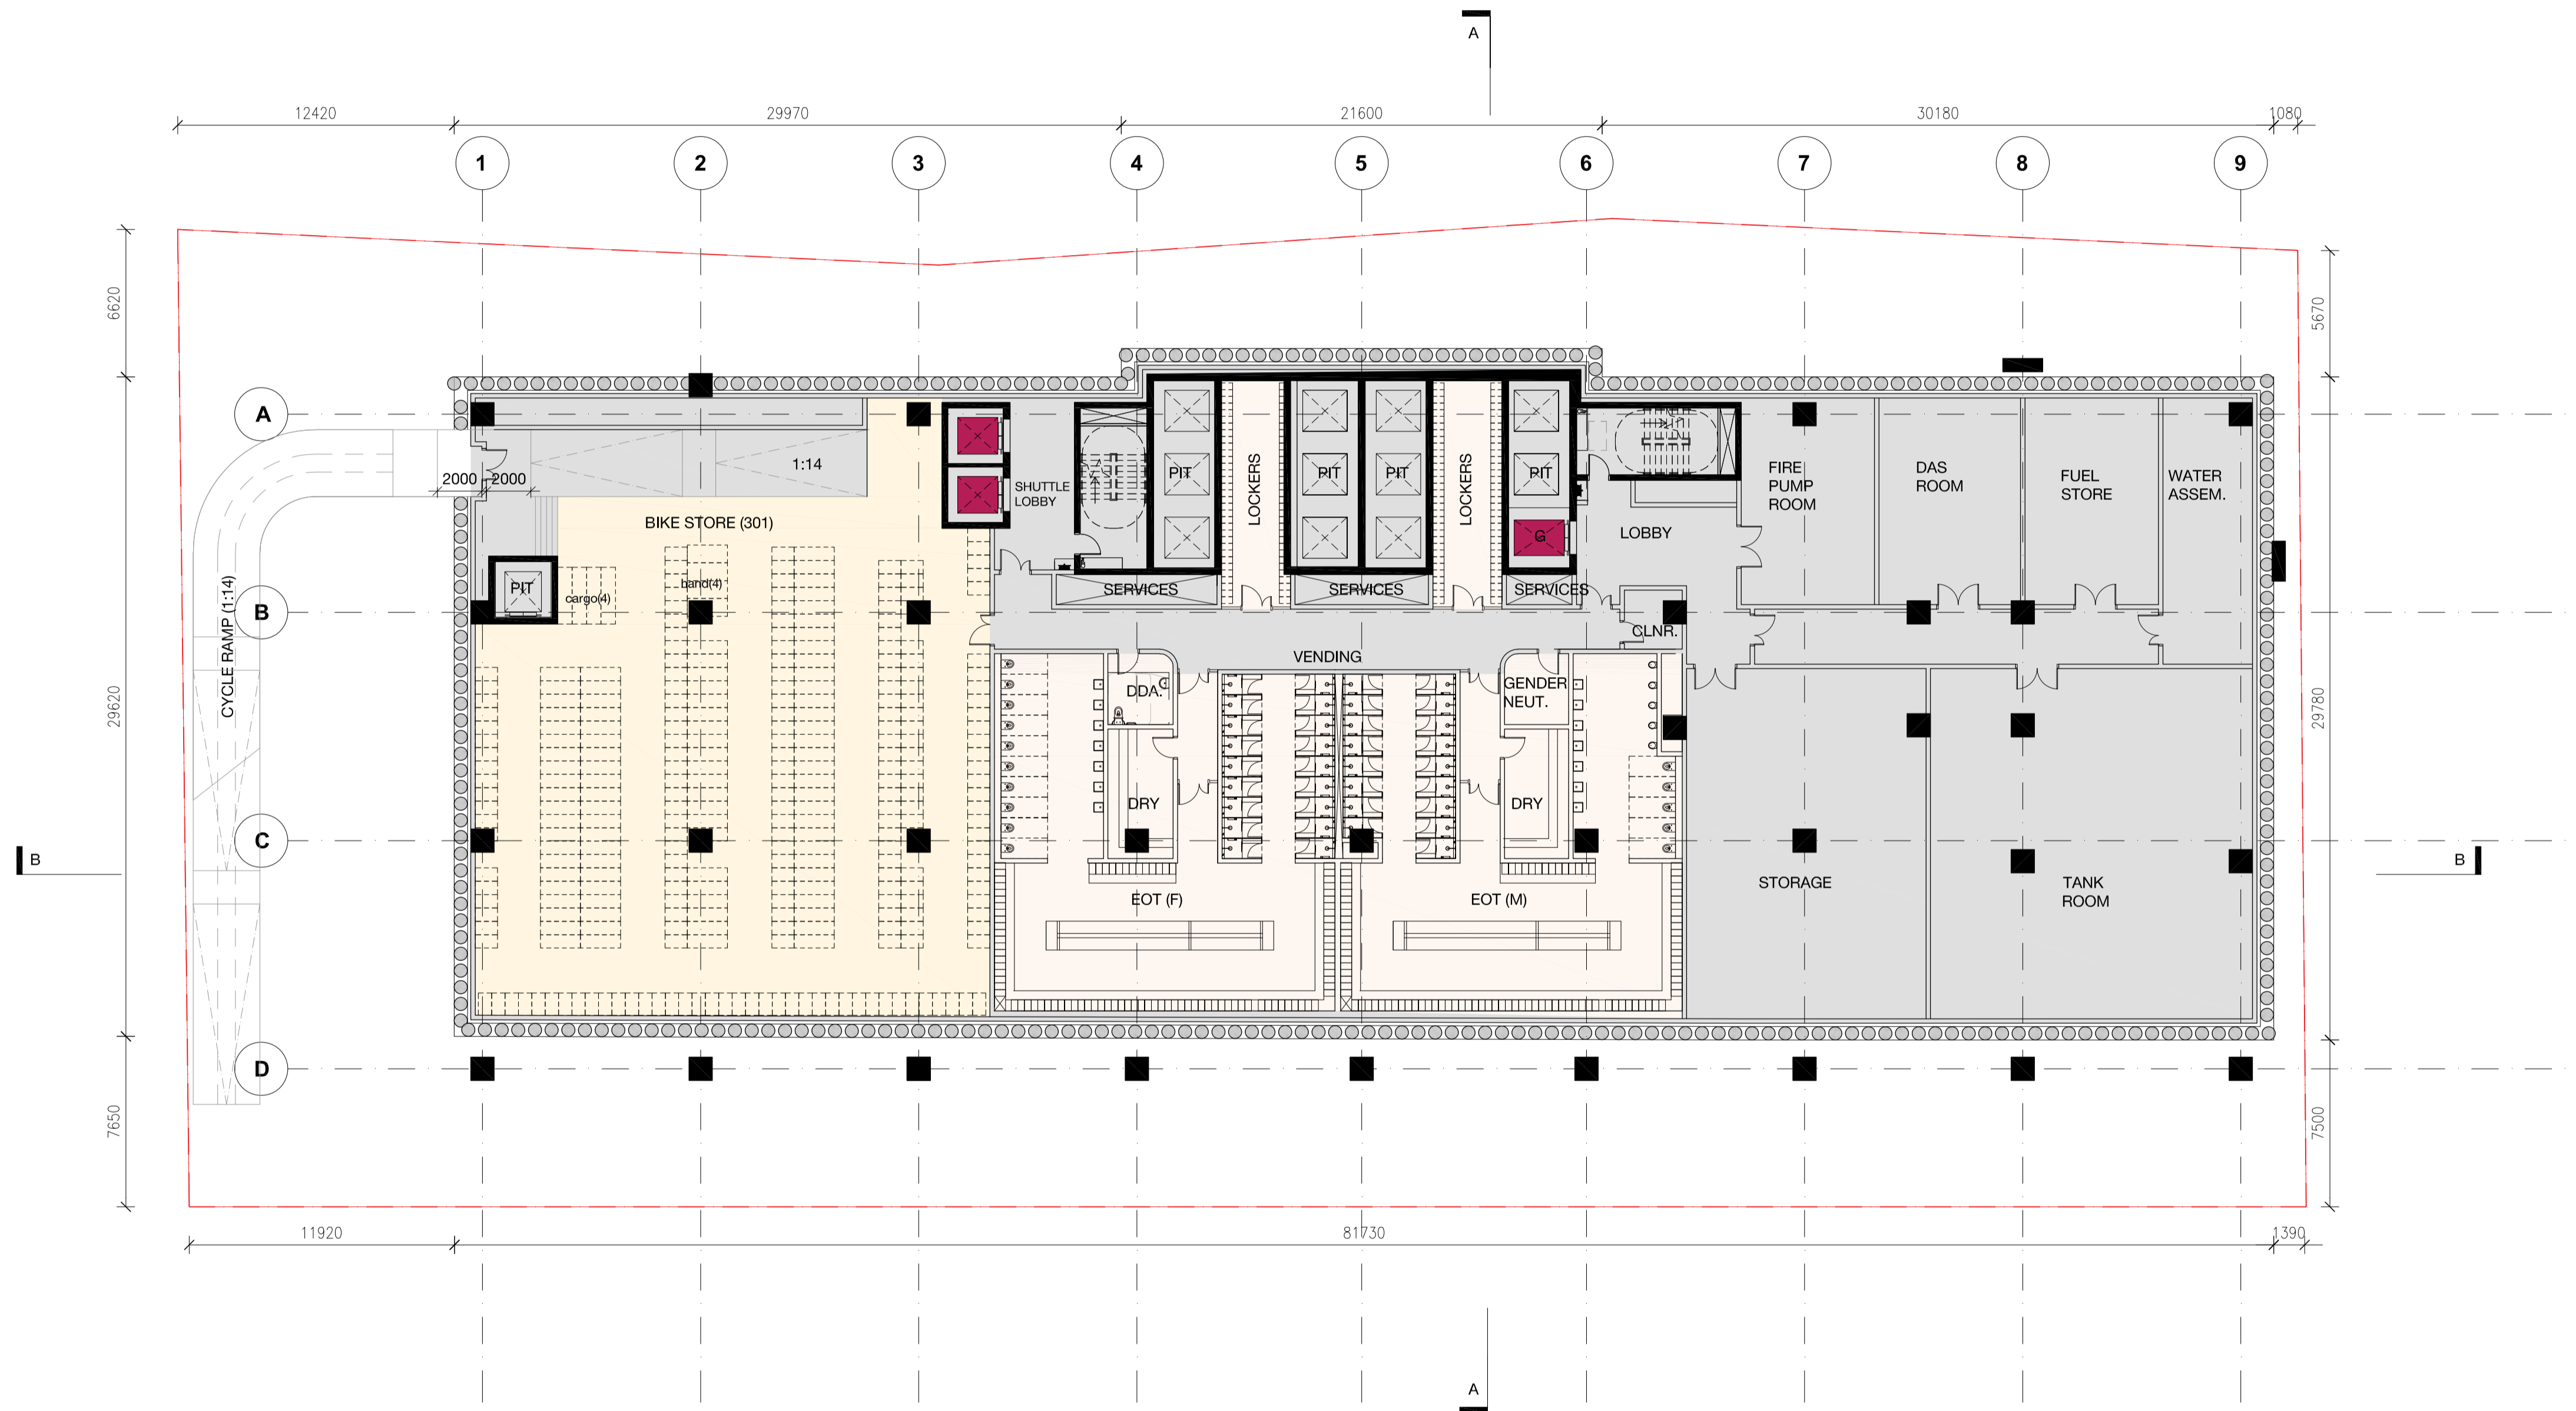 A
12420
29970
21600
30180
1080
1
2
3
4
5
6
7
8
9
6620
5670
A
2000
2000
1:14
SHUTTLE
LOBBY
PIT
LOCKERS
PIT
PIT
LOCKERS
PIT
G
LOBBY
FIRE
PUMP
ROOM
DAS
ROOM
FUEL
STORE
WATER
ASSEM.
BIKE STORE (301)
PIT
cargo(4)
hand(4)
SERVICES
SERVICES
SERVICES
B
CYCLE RAMP (1:14)
CLNR.
VENDING
DDA.
GENDER
NEUT.
29620
29780
DRY
DRY
C
B
B
EOT (F)
EOT (M)
STORAGE
TANK
ROOM
D
7650
7500
11920
81730
1390
A